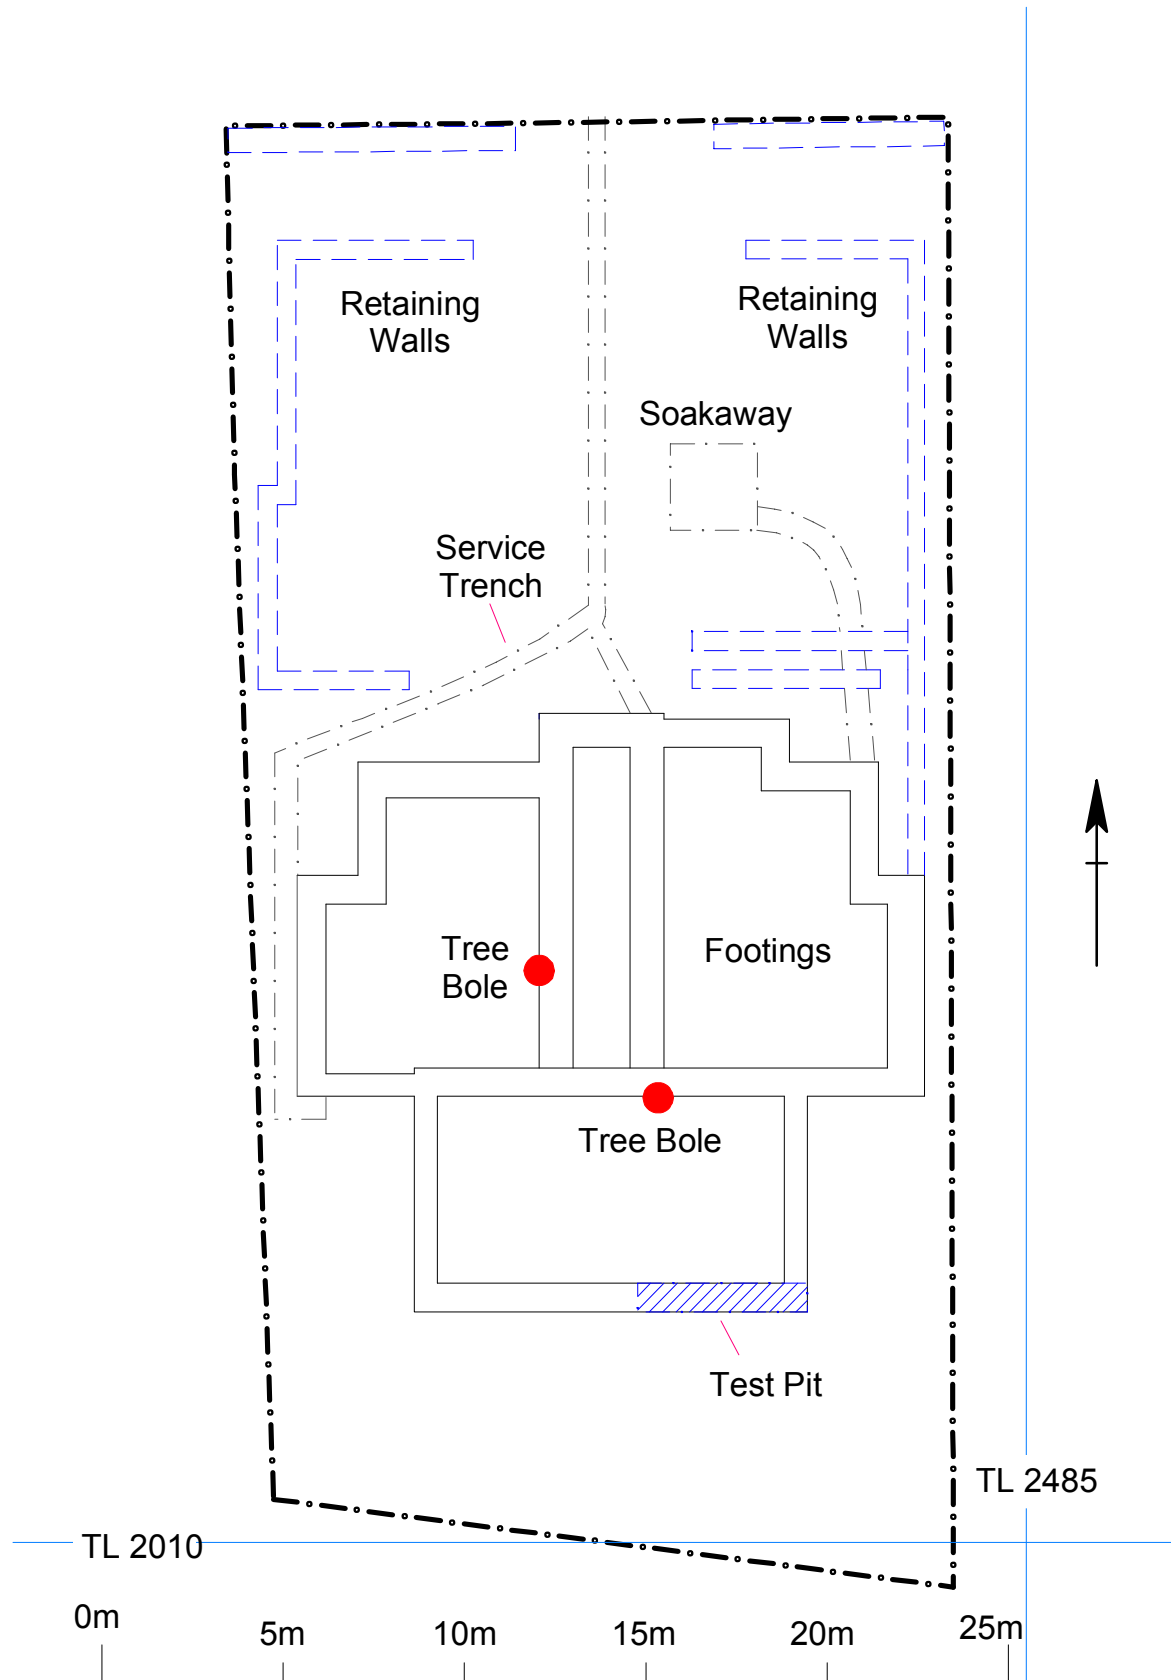 Retaining
Walls
Retaining
Walls
Soakaway
Service
Trench
Tree
Bole
Footings
Tree Bole
Test Pit
TL 2485
TL 2010
0m
5m
10m
15m
20m
25m